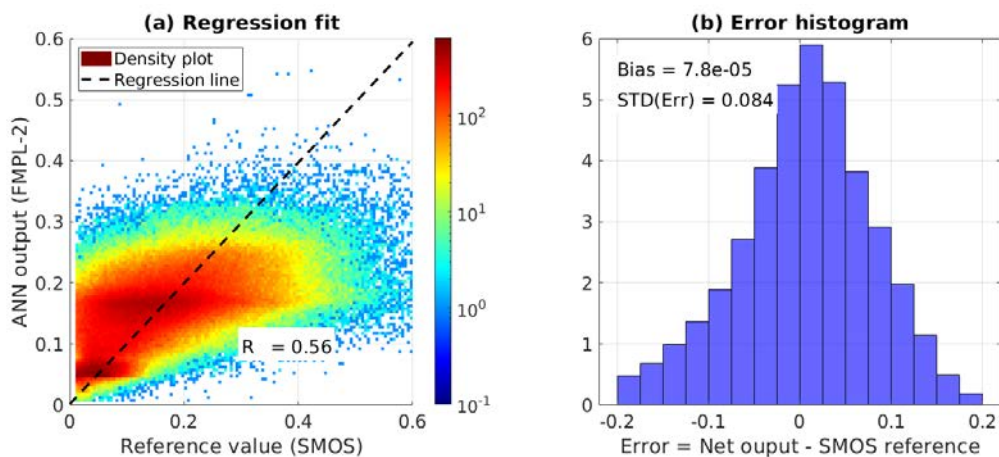 (a) Regression fit
0.6
0.5
0.4
0.3
0.2
0.1
0
ANN output (FMPL-2)
Density plot
Regression line
R = 0.56
0 0.2 0.4 0.6
Reference value (SMOS)
10^2
10^1
10^0
10^-1
(b) Error histogram
6
5
4
3
2
1
0
Bias = 7.8e-05
STD(Err) = 0.084
-0.2 -0.1 0 0.1 0.2
Error = Net ouput - SMOS reference